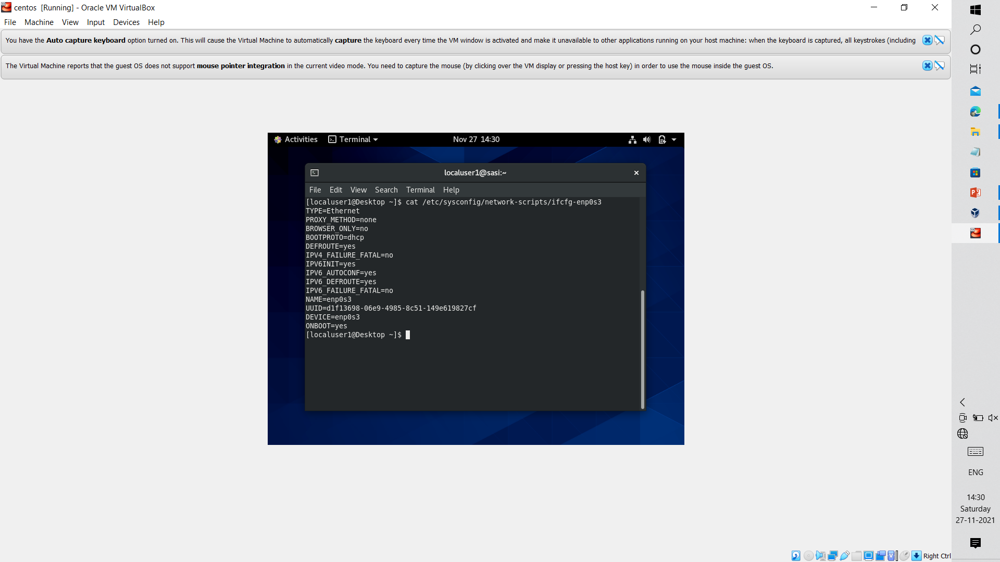 centos [Running] - Oracle VM VirtualBox
File Machine View Input Devices Help
You have the Auto capture keyboard option turned on. This will cause the Virtual Machine to automatically capture the keyboard every time the VM window is activated and make it unavailable to other applications running on your host machine: when the keyboard is captured, all keystrokes (including
The Virtual Machine reports that the guest OS does not support mouse pointer integration in the current video mode. You need to capture the mouse (by clicking over the VM display or pressing the host key) in order to use the mouse inside the guest OS.
Activities Terminal Nov 27 14:30
localuser1@sasi:~
File Edit View Search Terminal Help
[localuser1@Desktop ~]$ cat /etc/sysconfig/network-scripts/ifcfg-enp0s3
TYPE=Ethernet
PROXY_METHOD=none
BROWSER_ONLY=no
BOOTPROTO=dhcp
DEFROUTE=yes
IPV4_FAILURE_FATAL=no
IPV6INIT=yes
IPV6_AUTOCONF=yes
IPV6_DEFROUTE=yes
IPV6_FAILURE_FATAL=no
NAME=enp0s3
UUID=d1f13698-06e9-4985-8c51-149e619827cf
DEVICE=enp0s3
ONBOOT=yes
[localuser1@Desktop ~]$
ENG
14:30
Saturday
27-11-2021
Right Ctrl